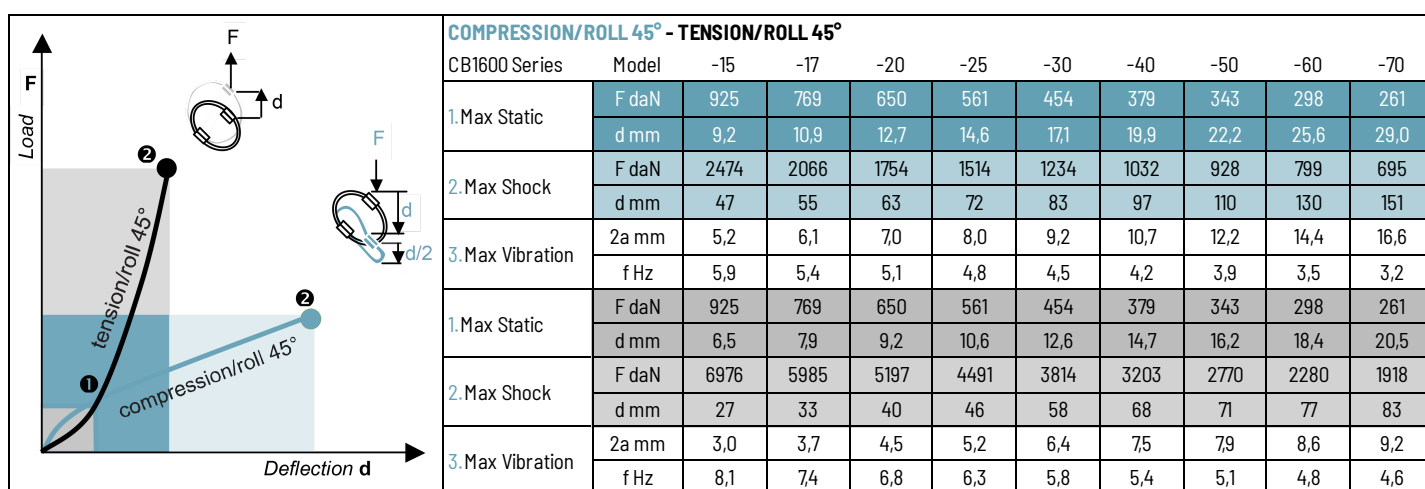 F
Load
F
d
❷
F
d
d/2
tension/roll 45°
❷
❶
compression/roll 45°
Deflection d
COMPRESSION/ROLL 45° - TENSION/ROLL 45°
CB1600 Series Model -15 -17 -20 -25 -30 -40 -50 -60 -70
1.Max Static
F daN 925 769 650 561 454 379 343 298 261
d mm 9,2 10,9 12,7 14,6 17,1 19,9 22,2 25,6 29,0
2.Max Shock
F daN 2474 2066 1754 1514 1234 1032 928 799 695
d mm 47 55 63 72 83 97 110 130 151
3.Max Vibration
2a mm 5,2 6,1 7,0 8,0 9,2 10,7 12,2 14,4 16,6
f Hz 5,9 5,4 5,1 4,8 4,5 4,2 3,9 3,5 3,2
1.Max Static
F daN 925 769 650 561 454 379 343 298 261
d mm 6,5 7,9 9,2 10,6 12,6 14,7 16,2 18,4 20,5
2.Max Shock
F daN 6976 5985 5197 4491 3814 3203 2770 2280 1918
d mm 27 33 40 46 58 68 71 77 83
3.Max Vibration
2a mm 3,0 3,7 4,5 5,2 6,4 7,5 7,9 8,6 9,2
f Hz 8,1 7,4 6,8 6,3 5,8 5,4 5,1 4,8 4,6